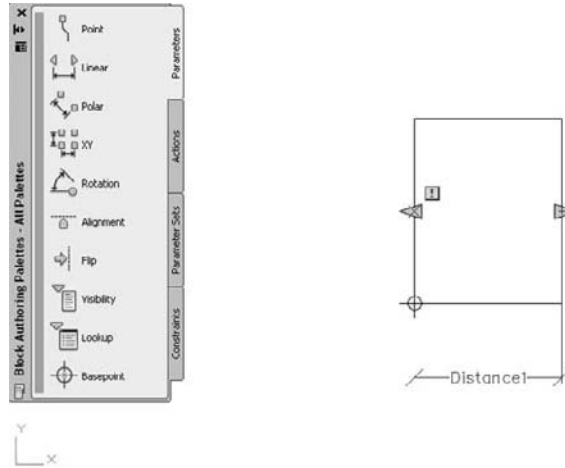 Block Authoring Palettes - All Palettes
Point
Linear
Polar
XY
Rotation
Alignment
Flip
Visibility
Lookup
Basepoint
Parameters
Actions
Parameter Sets
Constraints
!
Distance1
Y
X